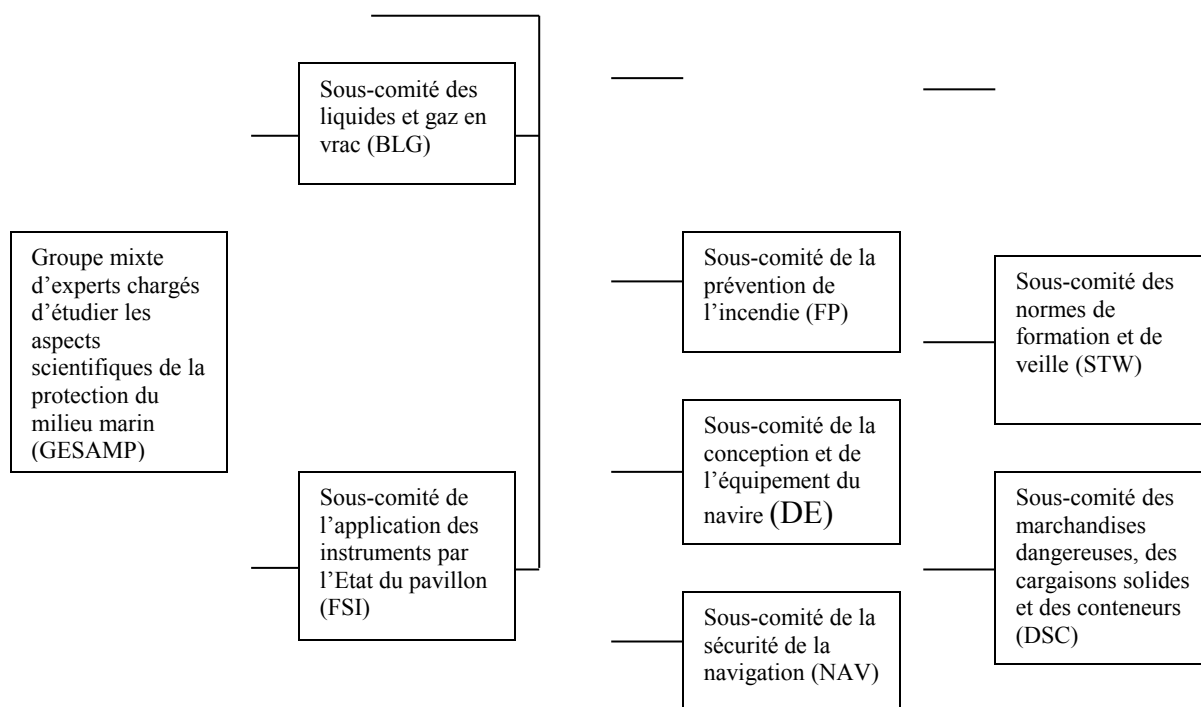 Sous-comité des
liquides et gaz en
vrac (BLG)
Groupe mixte
d’experts chargés
d’étudier les
aspects
scientifiques de la
protection du
milieu marin
(GESAMP)
Sous-comité de
l’application des
instruments par
l’Etat du pavillon
(FSI)
Sous-comité de la
prévention de
l’incendie (FP)
Sous-comité de la
conception et de
l’équipement du
navire (DE)
Sous-comité de la
sécurité de la
navigation (NAV)
Sous-comité des
normes de
formation et de
veille (STW)
Sous-comité des
marchandises
dangereuses, des
cargaisons solides
et des conteneurs
(DSC)